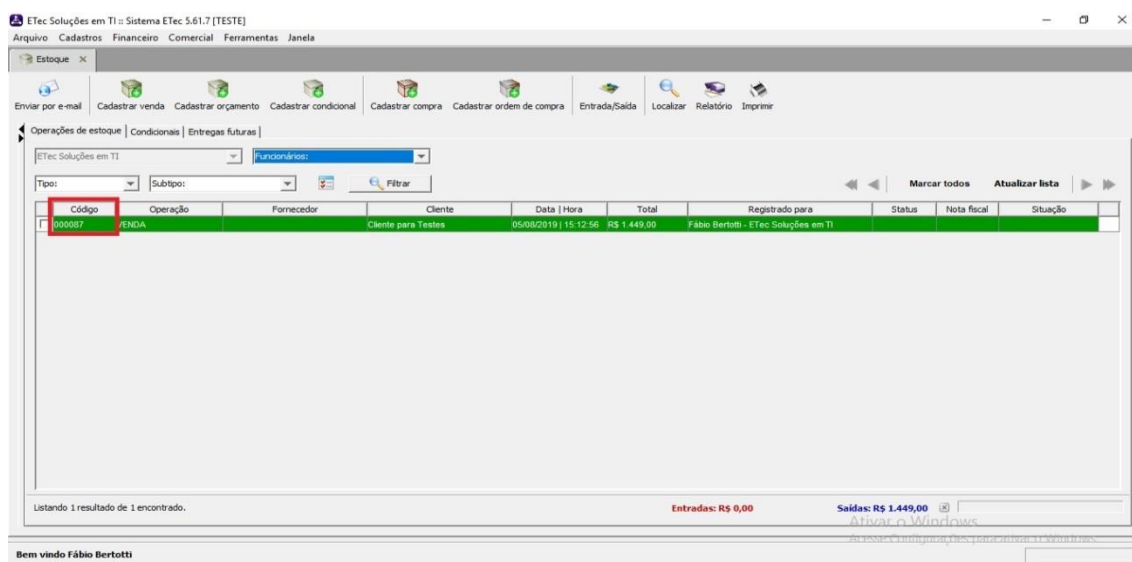 ETec Soluções em TI :: Sistema ETec 5.61.7 [TESTE]
Arquivo Cadastros Financeiro Comercial Ferramentas Janela
Estoque
Enviar por e-mail Cadastrar venda Cadastrar orçamento Cadastrar condicional Cadastrar compra Cadastrar ordem de compra Entrada/Saída Localizar Relatório Imprimir
Operações de estoque Condicionais Entregas futuras
ETec Soluções em TI Funcionários:
Tipo: Subtipo: Filtrar Marcar todos Atualizar lista
Código Operação Fornecedor Cliente Data | Hora Total Registrado para Status Nota fiscal Situação
000087 VENDA Cliente para Testes 05/08/2019 | 15:12:56 R$ 1.449,00 Fábio Bertotti - ETec Soluções em TI
Listando 1 resultado de 1 encontrado. Entradas: R$ 0,00 Saídas: R$ 1.449,00
Ativar o Windows
Acesse Configurações para ativar o Windows.
Bem vindo Fábio Bertotti